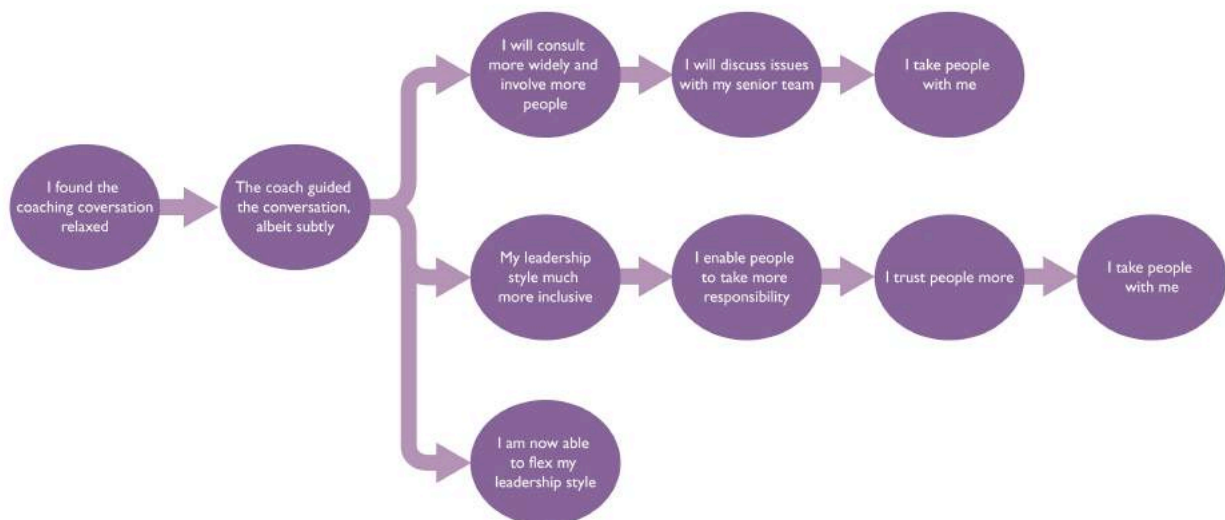 I found the
coaching coversation
relaxed
The coach guided
the conversation,
albeit subtly
I will consult
more widely and
involve more
people
I will discuss issues
with my senior team
I take people
with me
My leadership
style much
more inclusive
I enable people
to take more
responsibility
I trust people more
I take people
with me
I am now able
to flex my
leadership style